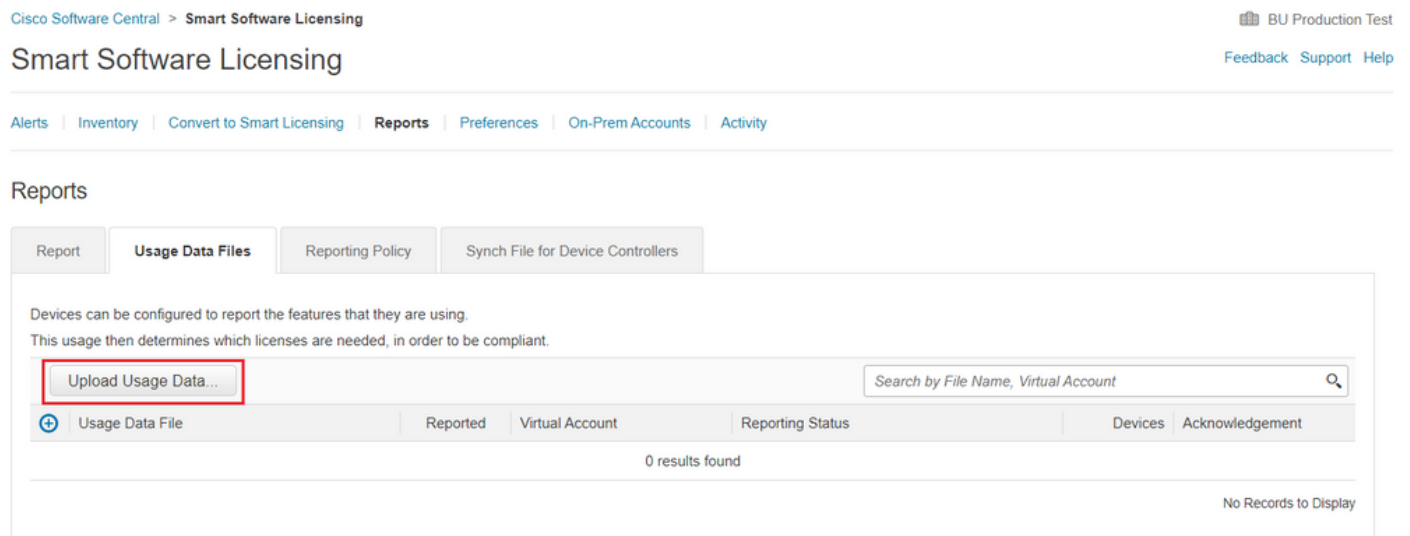 Cisco Software Central > Smart Software Licensing
BU Production Test
Smart Software Licensing
Feedback Support Help
Alerts Inventory Convert to Smart Licensing Reports Preferences On-Prem Accounts Activity
Reports
Report Usage Data Files Reporting Policy Synch File for Device Controllers
Devices can be configured to report the features that they are using.
This usage then determines which licenses are needed, in order to be compliant.
Upload Usage Data...
Search by File Name, Virtual Account
Usage Data File Reported Virtual Account Reporting Status Devices Acknowledgement
0 results found
No Records to Display